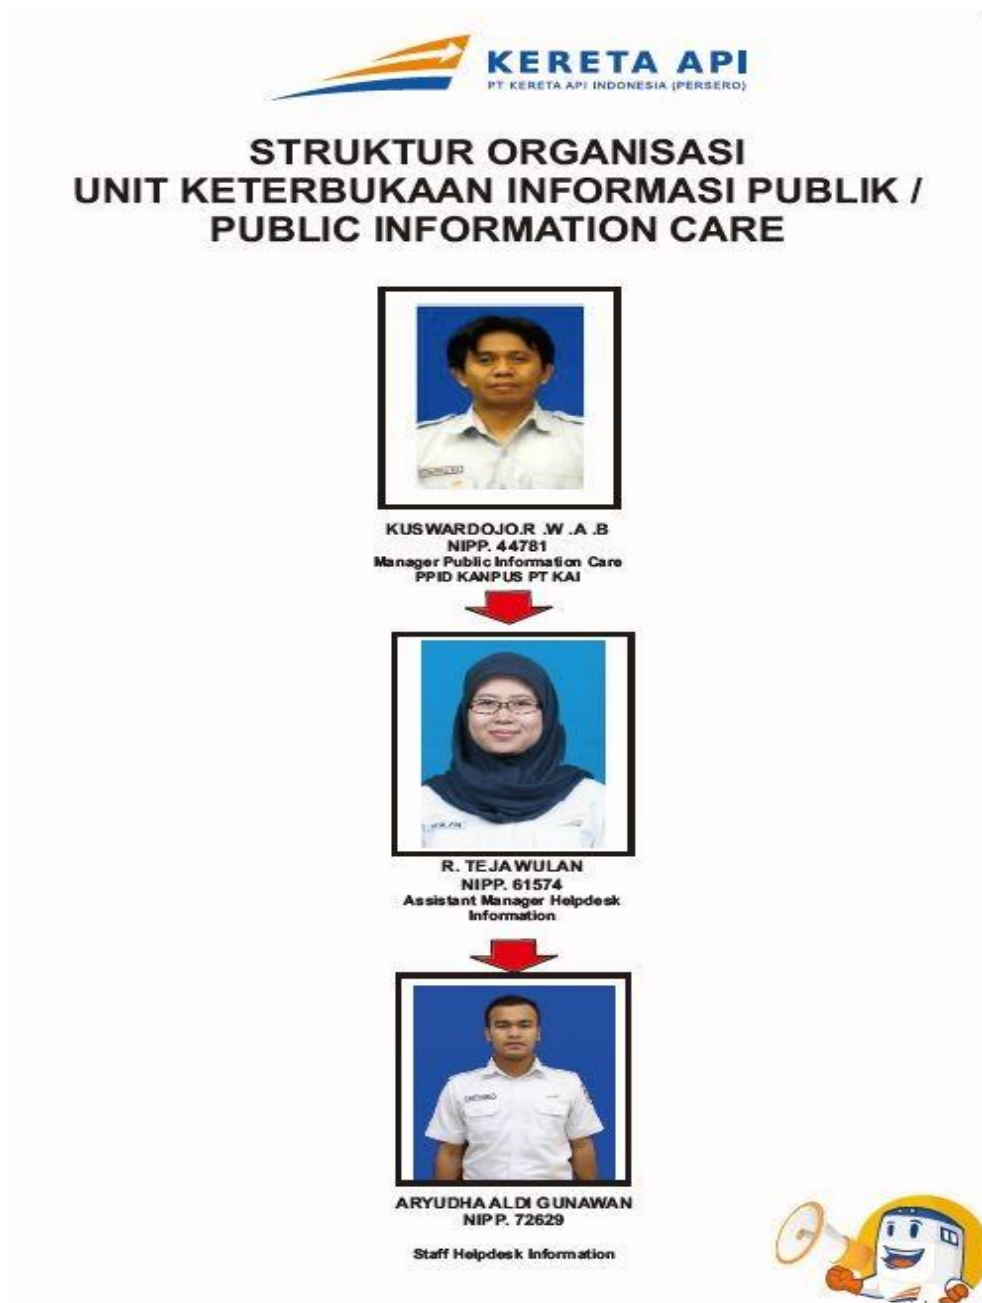 KERETA API
PT KERETA API INDONESIA (PERSERO)
STRUKTUR ORGANISASI
UNIT KETERBUKAAN INFORMASI PUBLIK /
PUBLIC INFORMATION CARE
KUSWARDOJO.R .W .A .B
NIPP. 44781
Manager Public Information Care
PPID KANPUS PT KAI
R. TEJA WULAN
NIPP. 61574
Assistant Manager Helpdesk
Information
ARYUDHA ALDI GUNAWAN
NIPP. 72629
Staff Helpdesk Information